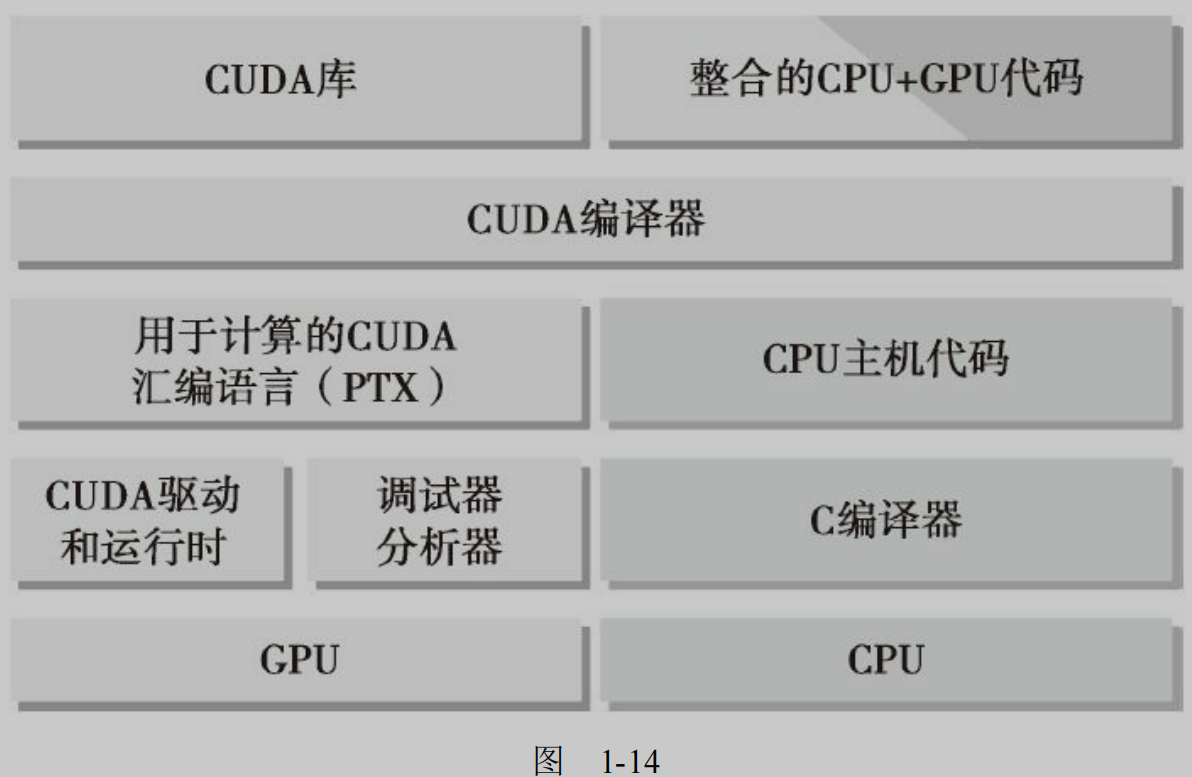 CUDA库
整合的CPU+GPU代码
CUDA编译器
用于计算的CUDA
汇编语言（PTX）
CPU主机代码
CUDA驱动
和运行时
调试器
分析器
C编译器
GPU
CPU
图 1-14